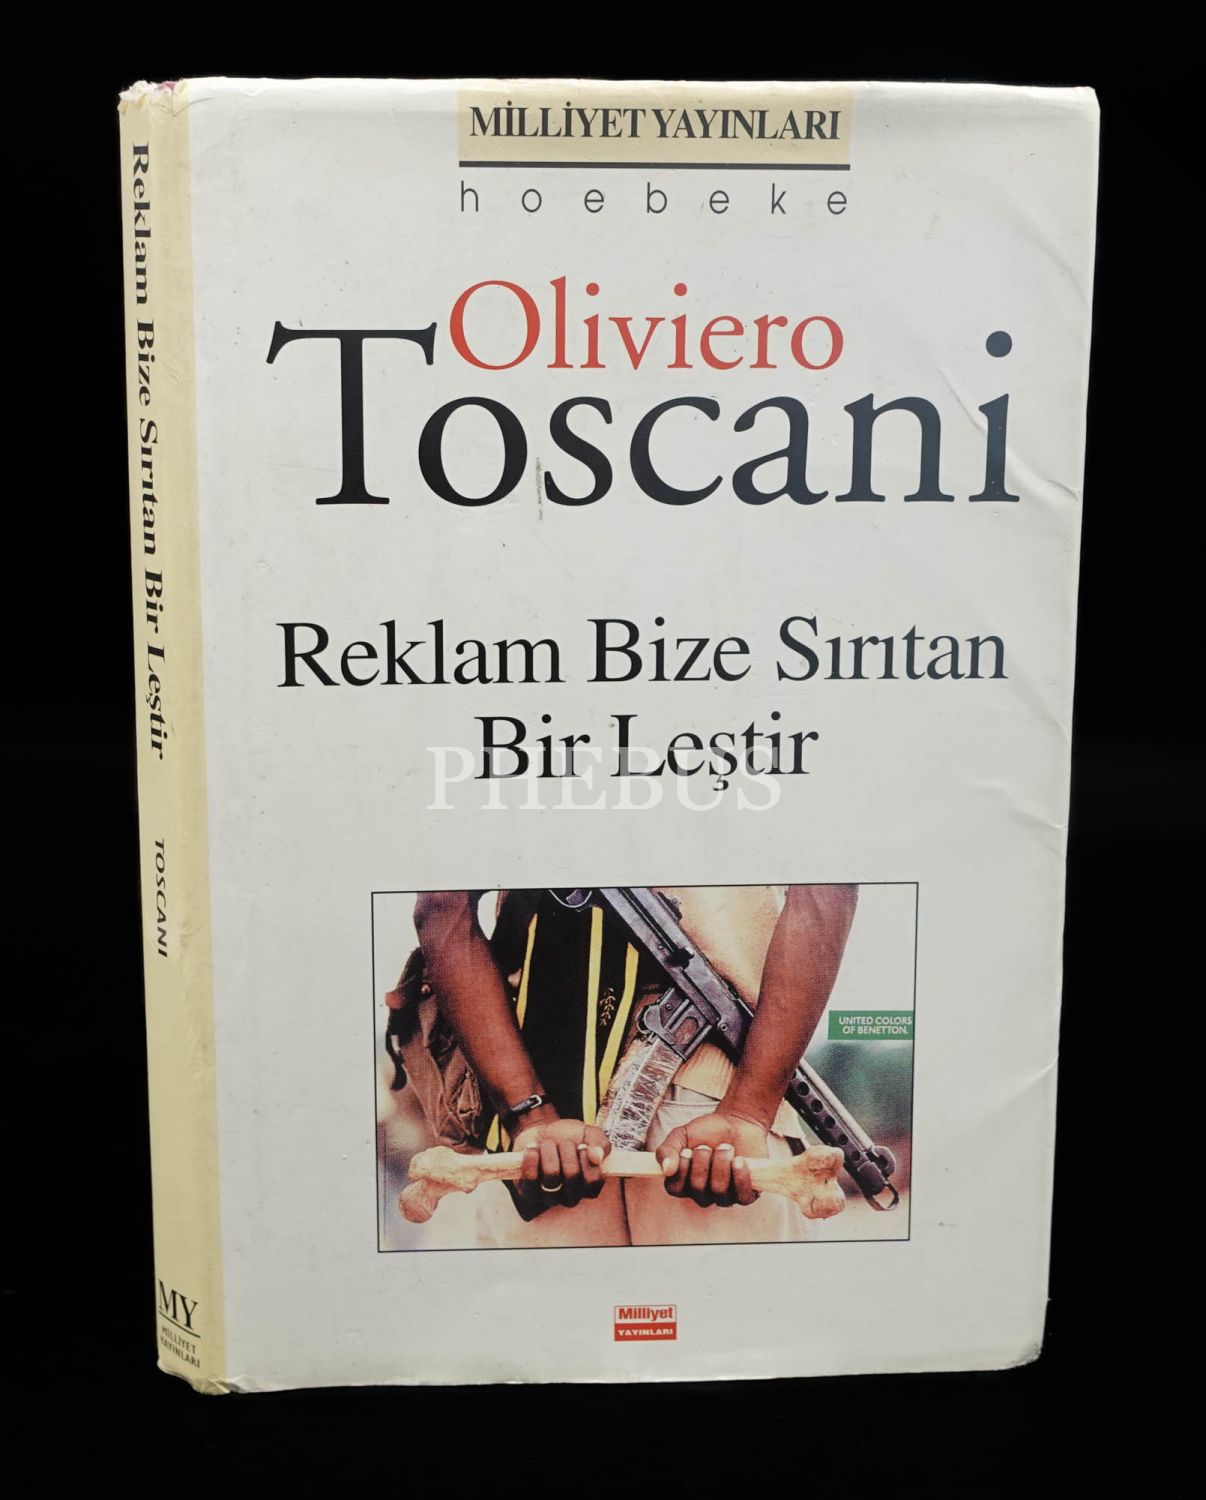 MİLLİYET YAYINLARI
hoebeke
Oliviero
Toscani
Reklam Bize Sırıtan
Bir Leştir
PHEBUS
UNITED COLORS
OF BENETTON.
Milliyet
YAYINLARI
Reklam Bize Sırıtan Bir Leştir
TOSCANI
MY
MİLLİYET
YAYINLARI